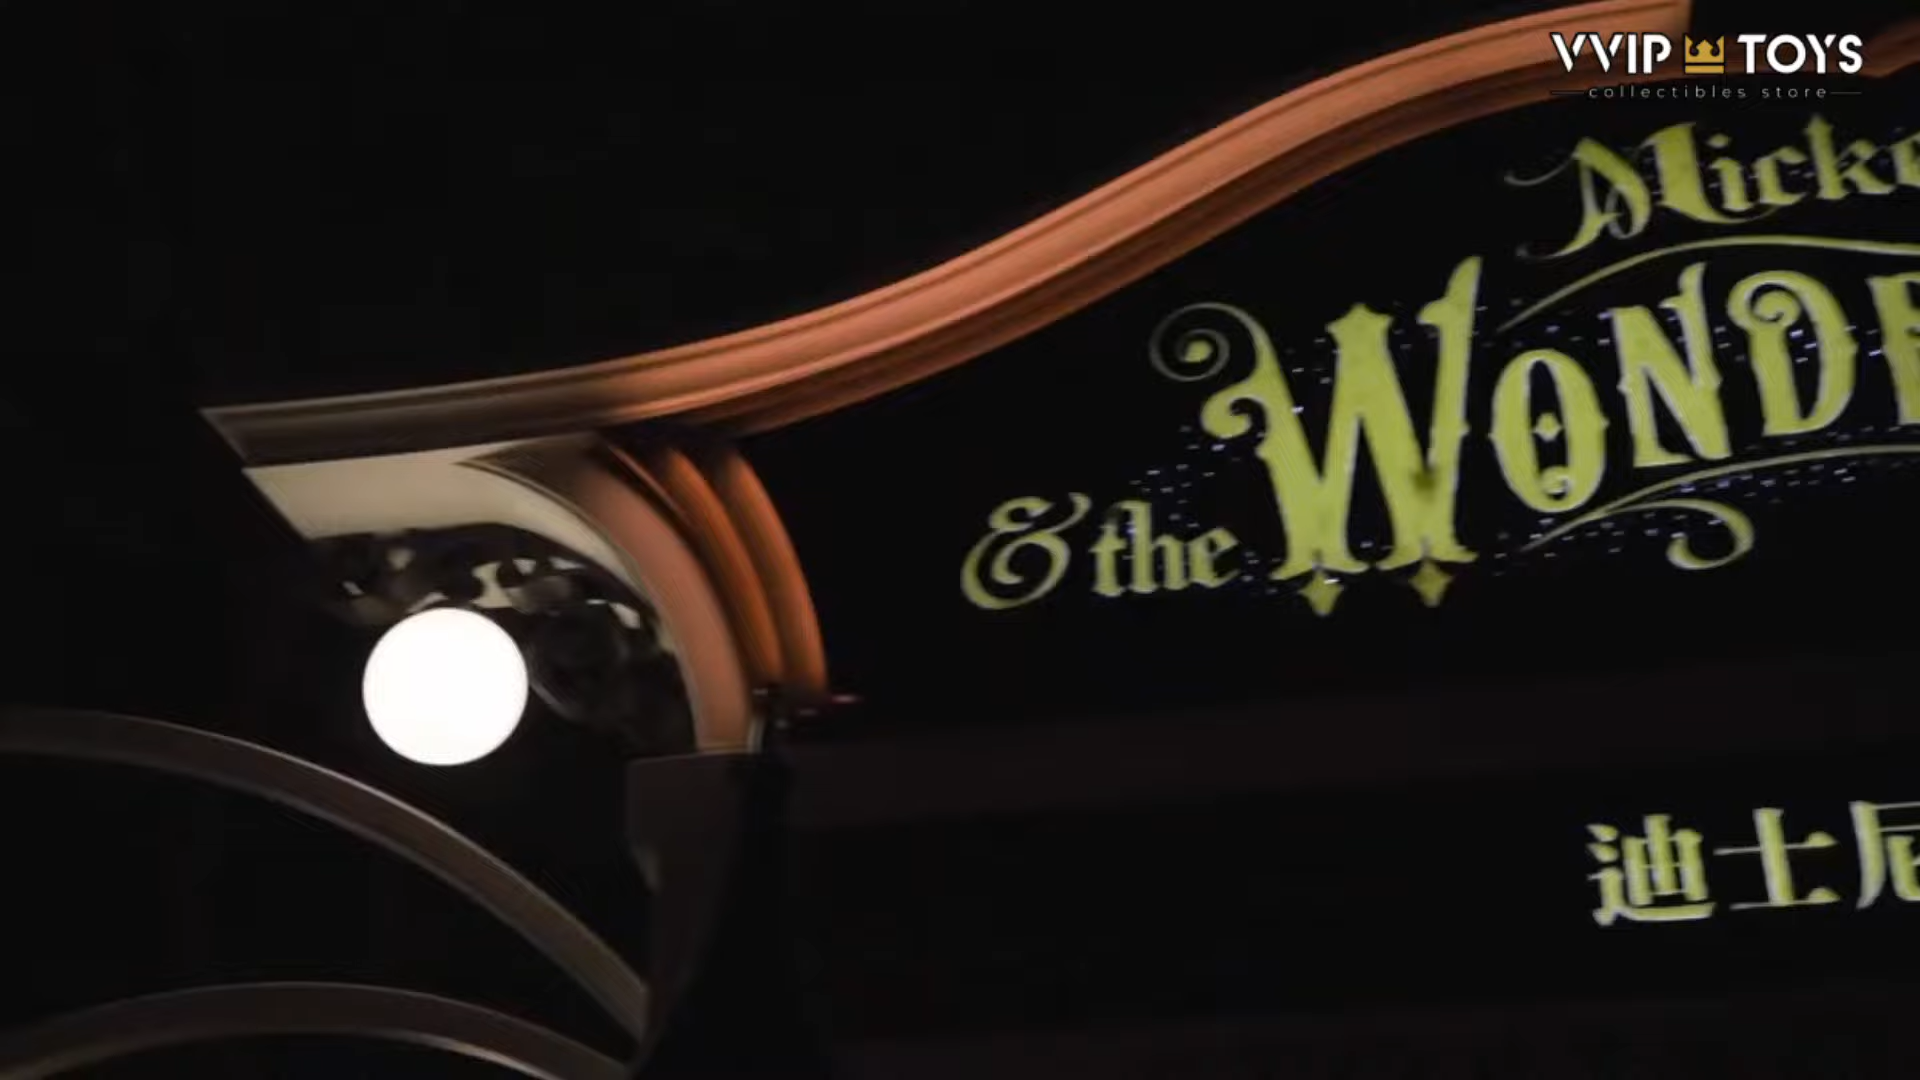 VVIP TOYS
collectibles store
Micke
& the WONDE
迪士尼